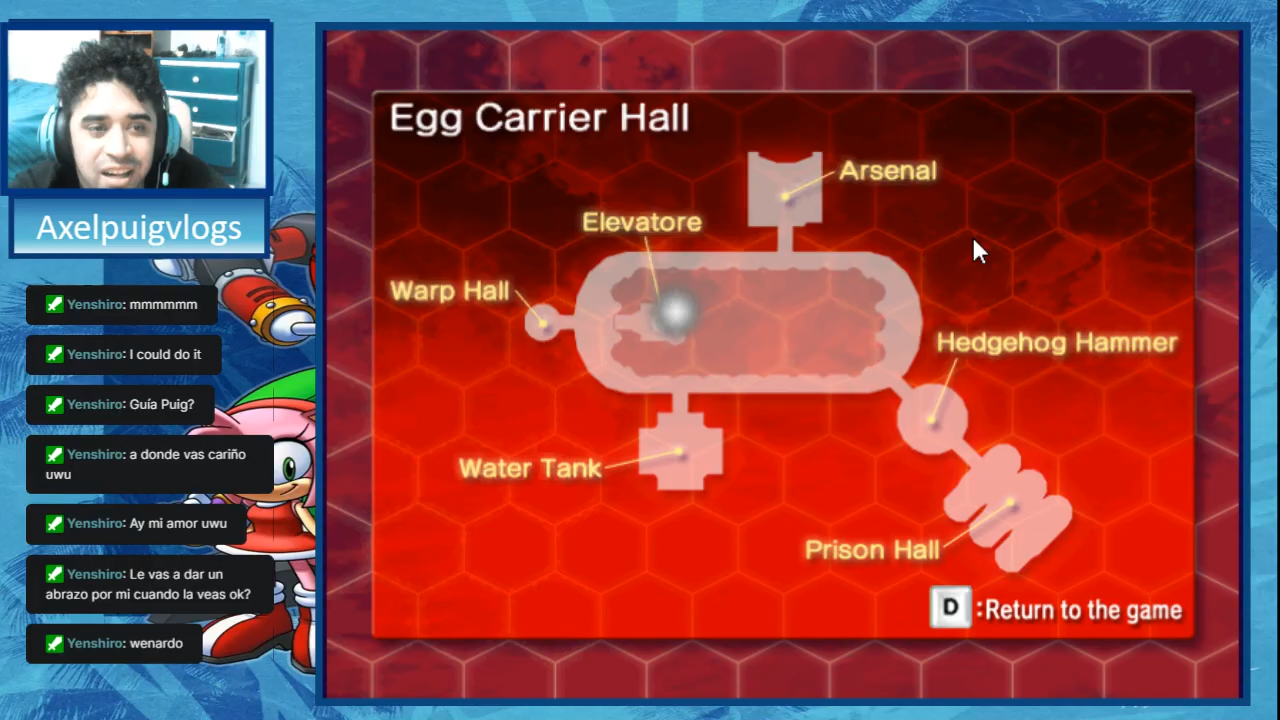 Axelpuigvlogs
Yenshiro: mmmmmm
Yenshiro: I could do it
Yenshiro: Guía Puig?
Yenshiro: a donde vas cariño
uwu
Yenshiro: Ay mi amor uwu
Yenshiro: Le vas a dar un
abrazo por mi cuando la veas ok?
Yenshiro: wenardo
Egg Carrier Hall
Arsenal
Elevatore
Warp Hall
Hedgehog Hammer
Water Tank
Prison Hall
D :Return to the game